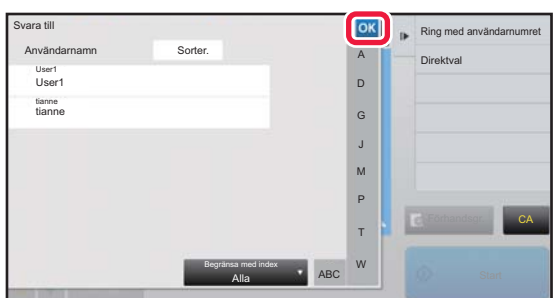 Svara till
OK
Användarnamn
Sorter.
User1
User1
tianne
tianne
A
D
G
J
M
P
T
W
Begränsa med index
Alla
ABC
Ring med användarnumret
Direktval
Förhandsgr.
CA
Start